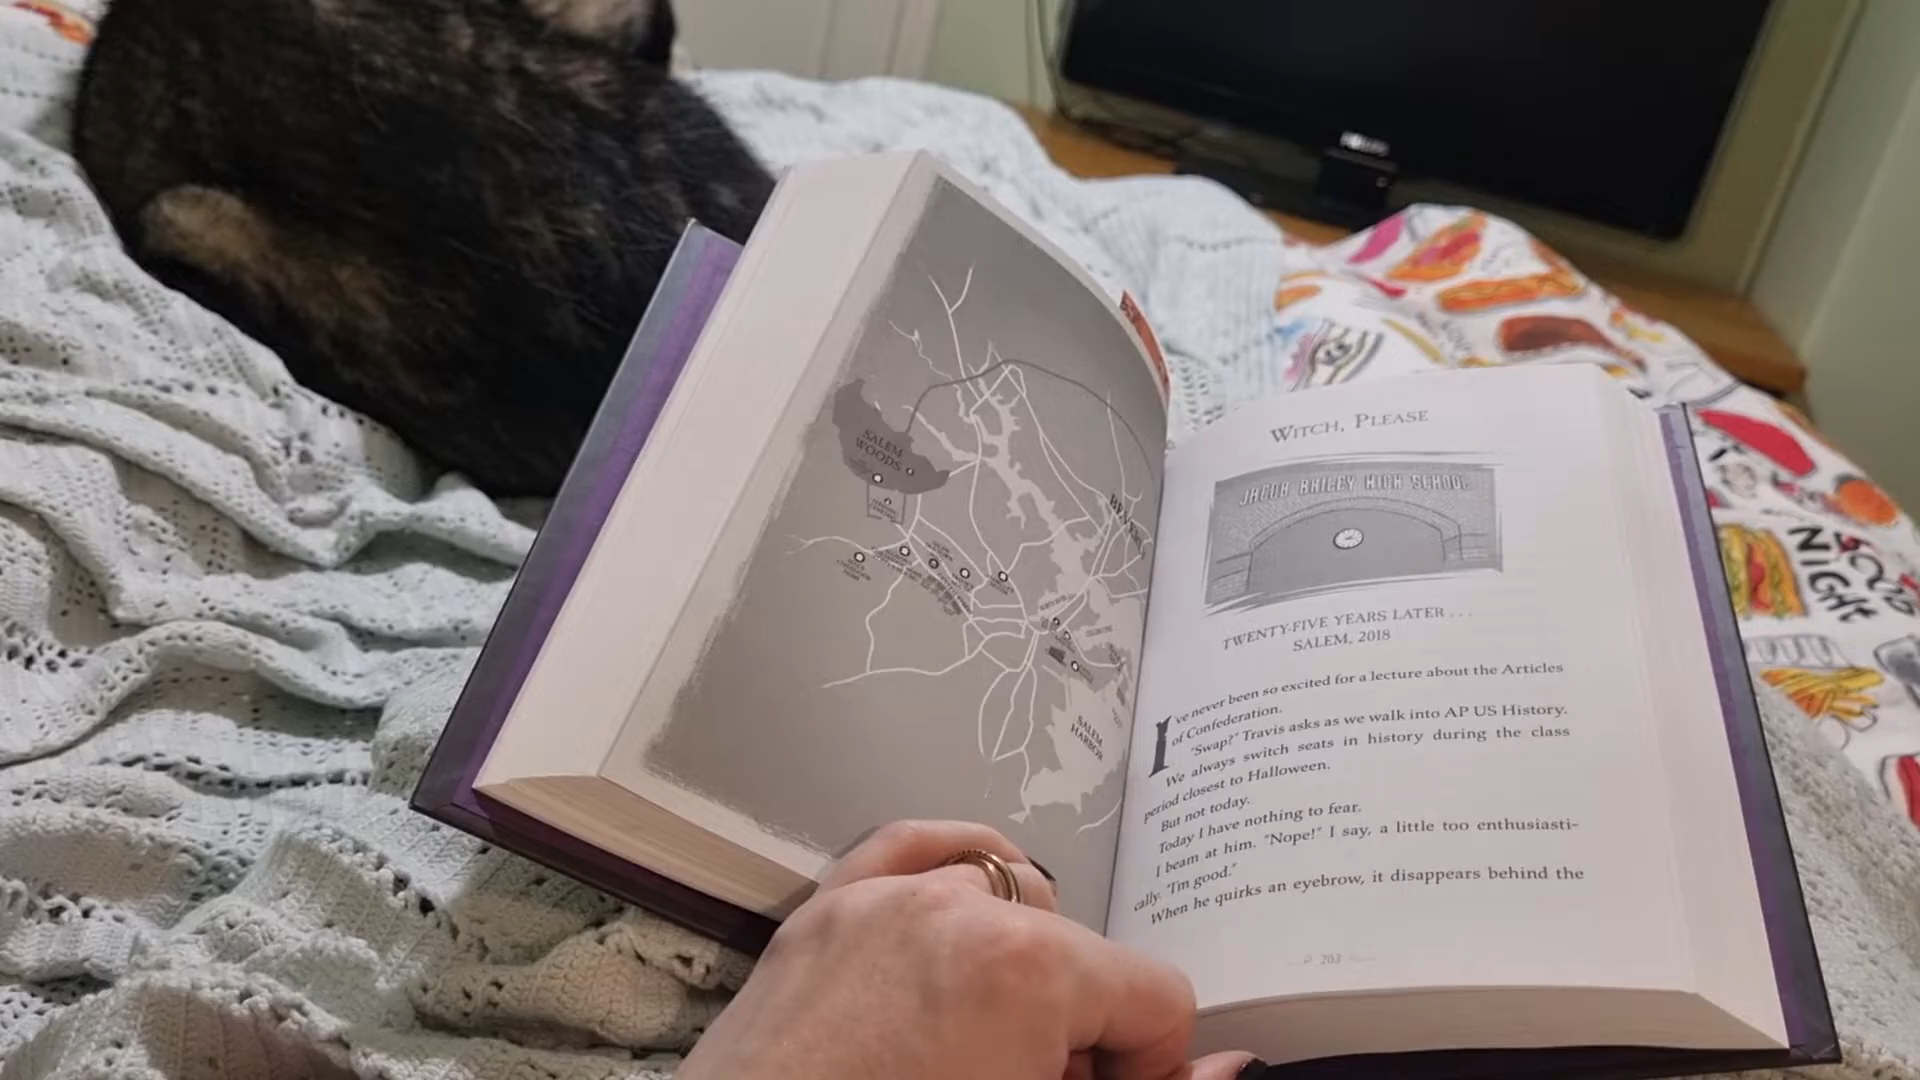 PHILIPS
SALEM
WOODS
BEVERLY
SALEM
HARBOR
WITCH, PLEASE
JACOB BAILEY HIGH SCHOOL
TWENTY-FIVE YEARS LATER . . .
SALEM, 2018
I've never been so excited for a lecture about the Articles
of Confederation.
"Swap?" Travis asks as we walk into AP US History.
We always switch seats in history during the class
period closest to Halloween.
But not today.
Today I have nothing to fear.
I beam at him. "Nope!" I say, a little too enthusiasti-
cally. "I'm good."
When he quirks an eyebrow, it disappears behind the
203
FOOD
NIGHT